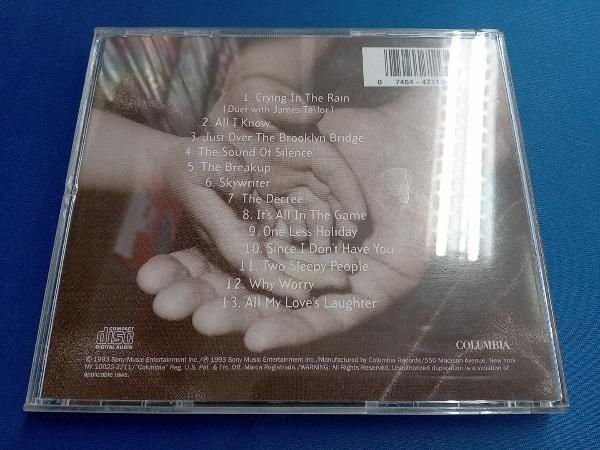 0 7464-4711
1. Crying In The Rain
(Duet with James Taylor)
2. All I Know
3. Just Over The Brooklyn Bridge
4. The Sound Of Silence
5. The Breakup
6. Skywriter
7. The Decree
8. It's All In The Game
9. One Less Holiday
10. Since I Don't Have You
11. Two Sleepy People
12. Why Worry
13. All My Love's Laughter
COMPACT
disc
DIGITAL AUDIO
COLUMBIA
© 1993 Sony Music Entertainment Inc./℗ 1993 Sony Music Entertainment Inc./Manufactured by Columbia Records/550 Madison Avenue, New York
NY 10022-3211/"Columbia" Reg. U.S. Pat. & Tm. Off. Marca Registrada./WARNING: All Rights Reserved. Unauthorized duplication is a violation of
applicable laws.